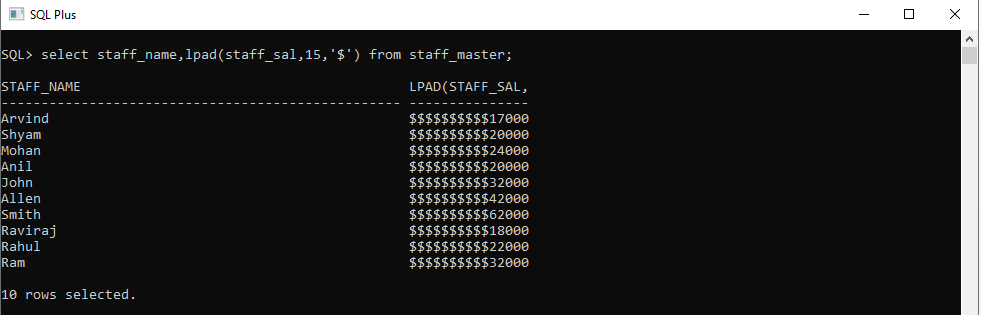 SQL Plus
SQL> select staff_name,lpad(staff_sal,15,'$') from staff_master;
STAFF_NAME                                         LPAD(STAFF_SAL,
-------------------------------------------------- ---------------
Arvind                                             $$$$$$$$$$17000
Shyam                                              $$$$$$$$$$20000
Mohan                                              $$$$$$$$$$24000
Anil                                               $$$$$$$$$$20000
John                                               $$$$$$$$$$32000
Allen                                              $$$$$$$$$$42000
Smith                                              $$$$$$$$$$62000
Raviraj                                            $$$$$$$$$$18000
Rahul                                              $$$$$$$$$$22000
Ram                                                $$$$$$$$$$32000
10 rows selected.